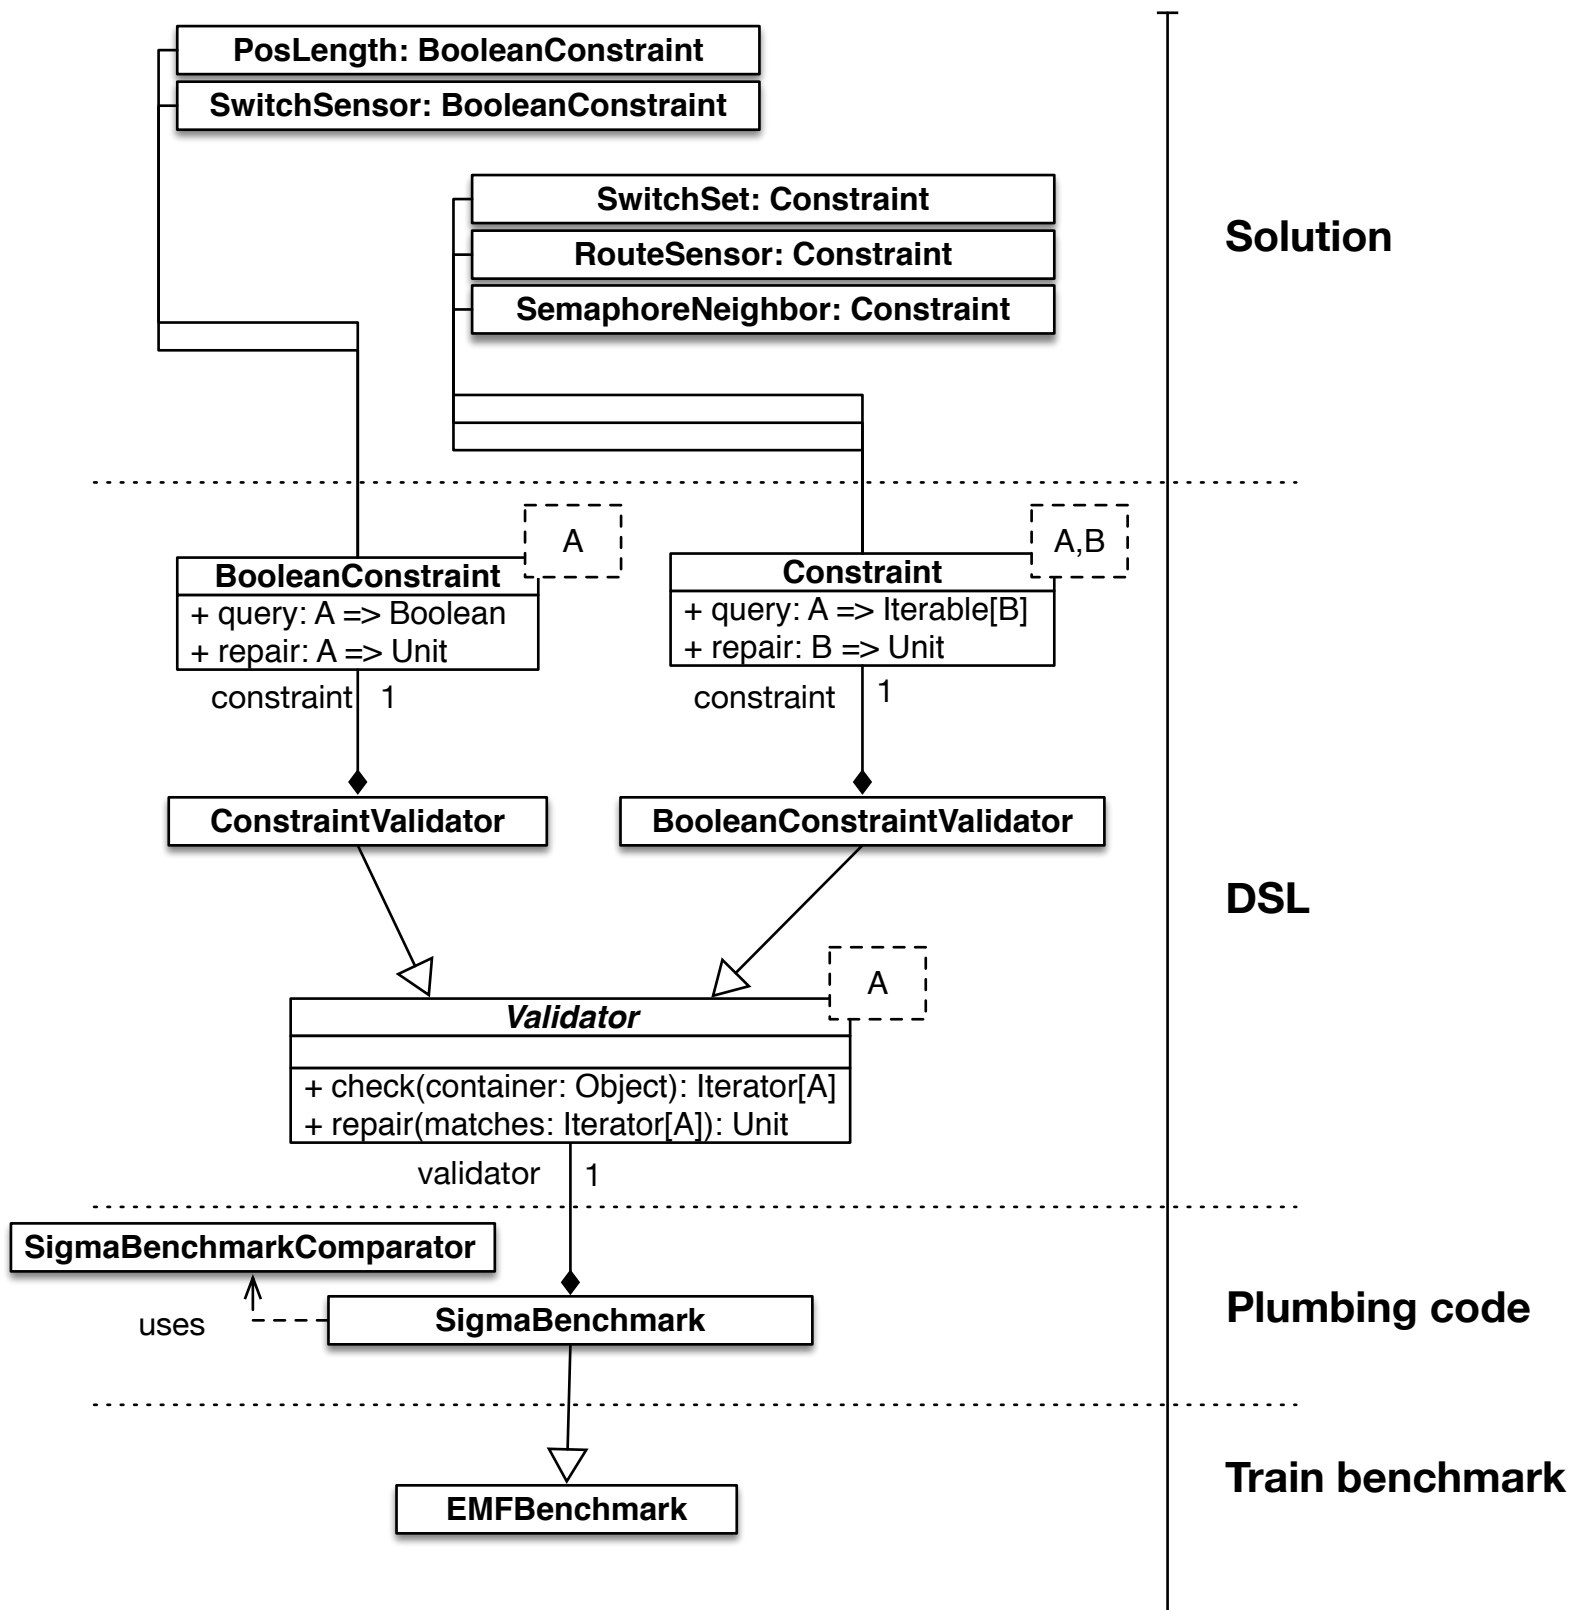 PosLength: BooleanConstraint
SwitchSensor: BooleanConstraint
SwitchSet: Constraint
RouteSensor: Constraint
SemaphoreNeighbor: Constraint
Solution
A
BooleanConstraint
+ query: A => Boolean
+ repair: A => Unit
constraint 1
A,B
Constraint
+ query: A => Iterable[B]
+ repair: B => Unit
constraint 1
ConstraintValidator
BooleanConstraintValidator
DSL
A
Validator
+ check(container: Object): Iterator[A]
+ repair(matches: Iterator[A]): Unit
validator 1
SigmaBenchmarkComparator
uses
SigmaBenchmark
Plumbing code
EMFBenchmark
Train benchmark